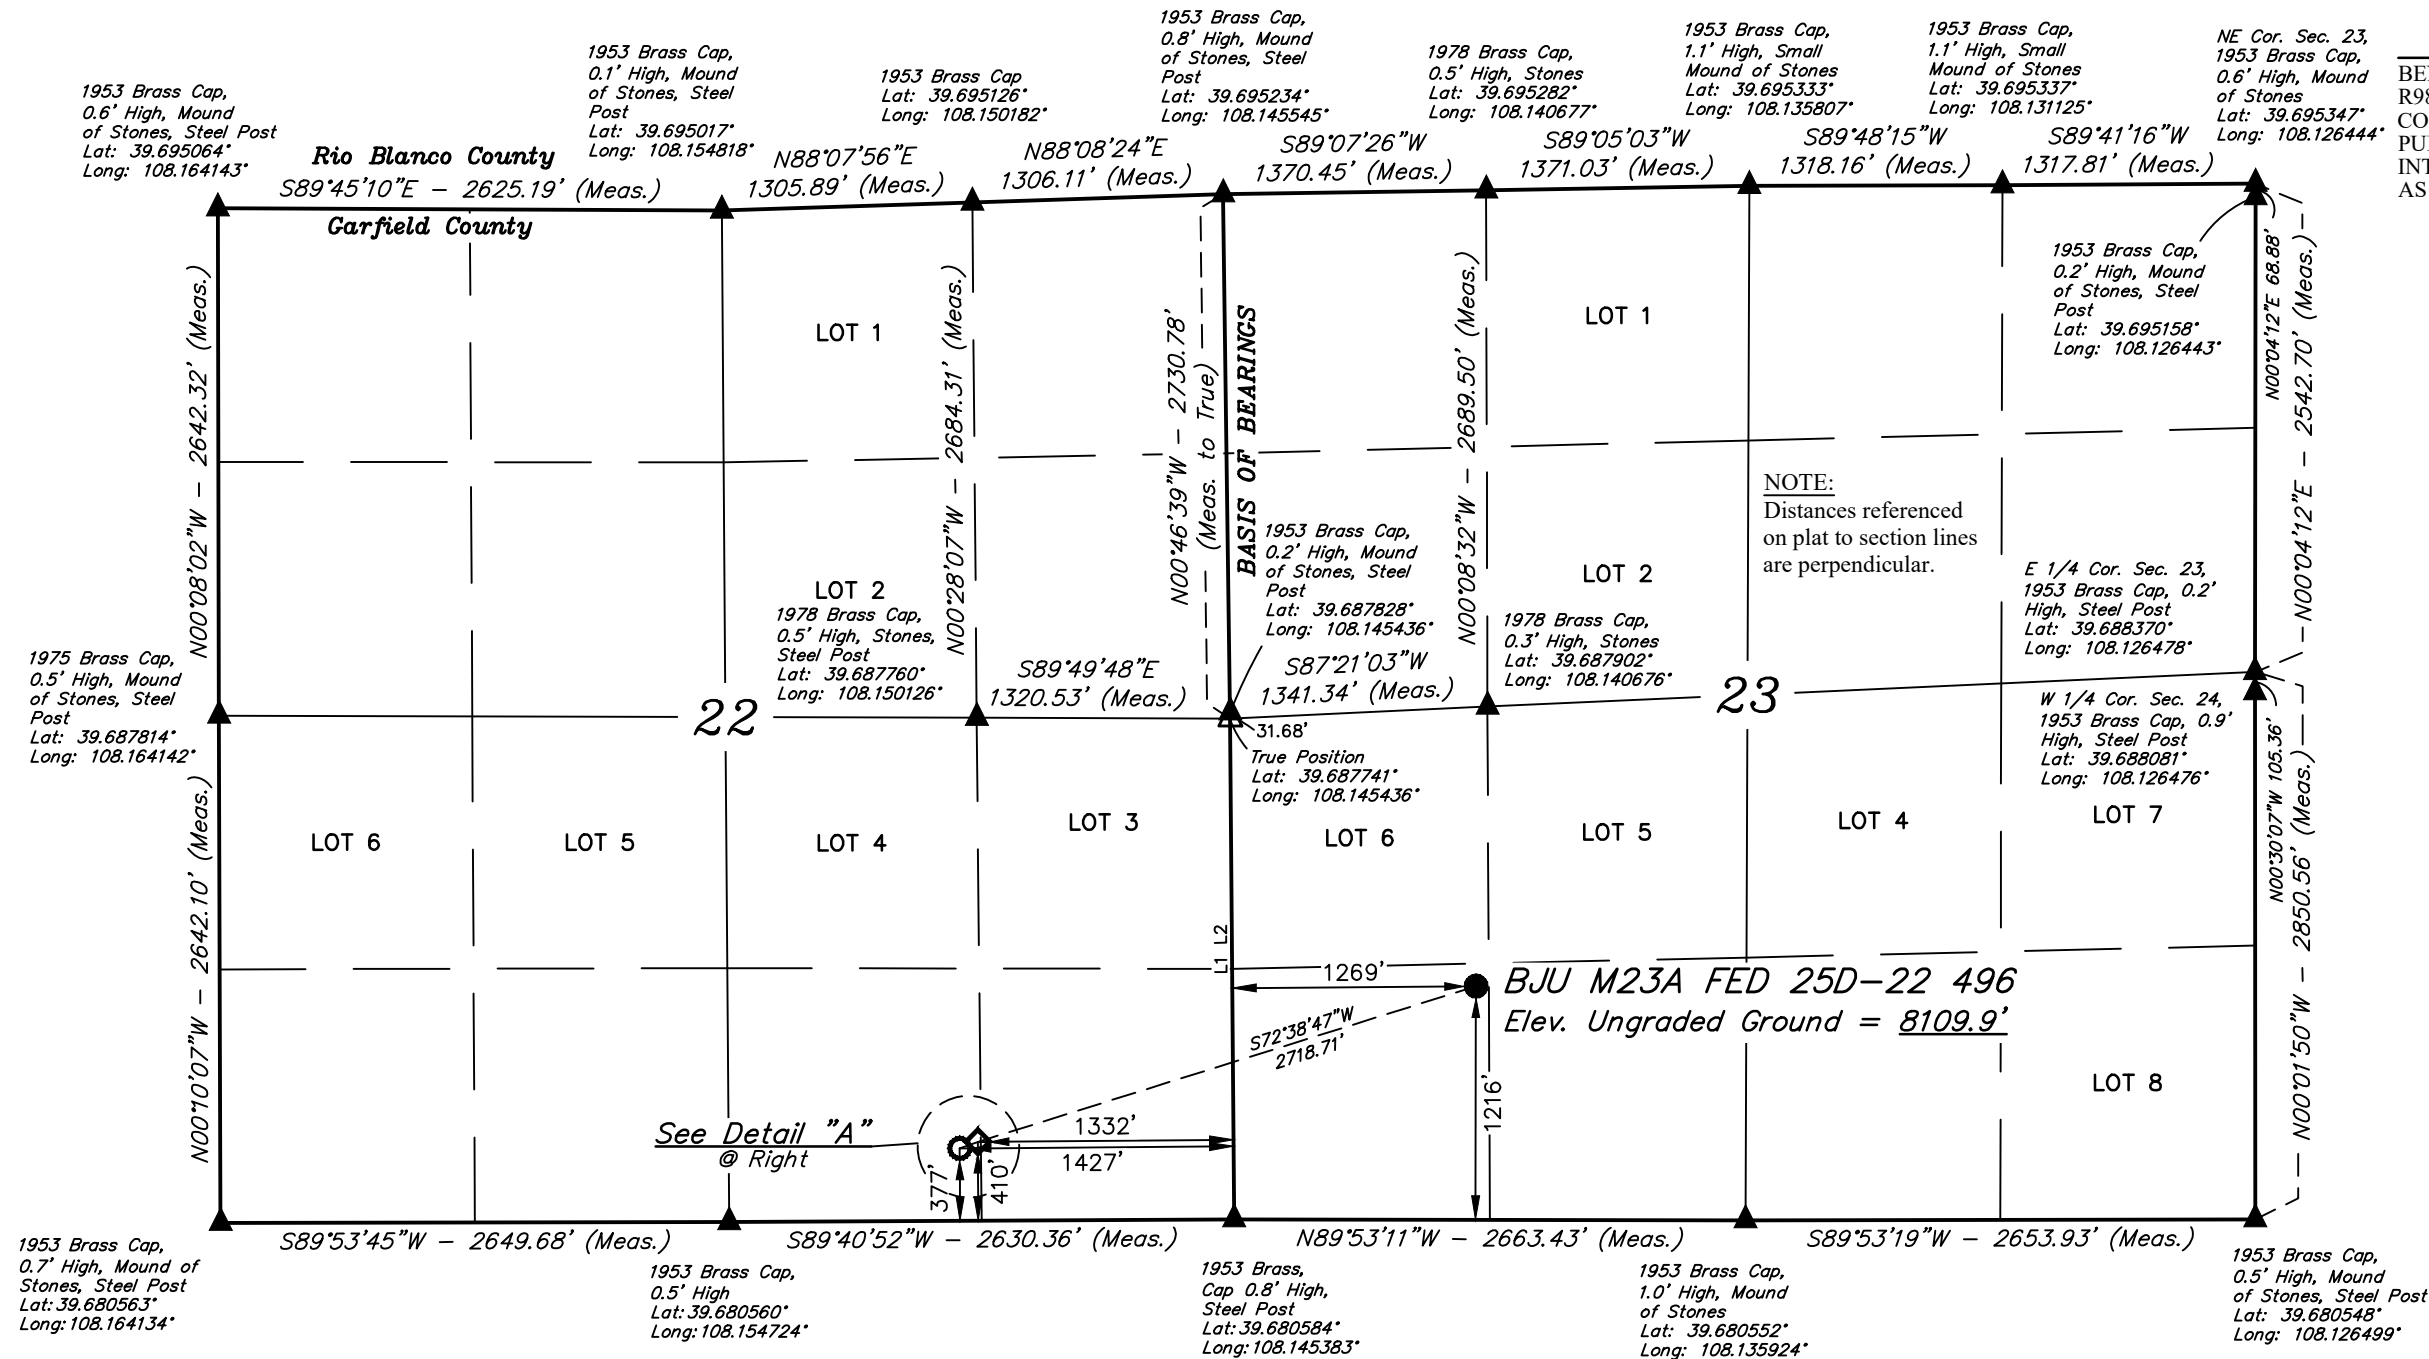 1953 Brass Cap,
0.6' High, Mound
of Stones, Steel Post
Lat: 39.695064°
Long: 108.164143°
1953 Brass Cap,
0.1' High, Mound
of Stones, Steel
Post
Lat: 39.695017°
Long: 108.154818°
1953 Brass Cap
Lat: 39.695126°
Long: 108.150182°
1953 Brass Cap,
0.8' High, Mound
of Stones, Steel
Post
Lat: 39.695234°
Long: 108.145545°
1978 Brass Cap,
0.5' High, Stones
Lat: 39.695282°
Long: 108.140677°
1953 Brass Cap,
1.1' High, Small
Mound of Stones
Lat: 39.695333°
Long: 108.135807°
1953 Brass Cap,
1.1' High, Small
Mound of Stones
Lat: 39.695337°
Long: 108.131125°
NE Cor. Sec. 23,
1953 Brass Cap,
0.6' High, Mound
of Stones
Lat: 39.695347°
Long: 108.126444°
R98
AS
Rio Blanco County
S89°45'10"E – 2625.19' (Meas.)
Garfield County
N88°07'56"E
1305.89' (Meas.)
N88°08'24"E
1306.11' (Meas.)
S89°07'26"W
1370.45' (Meas.)
S89°05'03"W
1371.03' (Meas.)
S89°48'15"W
1318.16' (Meas.)
S89°41'16"W
1317.81' (Meas.)
N00°08'02"W – 2642.32' (Meas.)
N00°28'07"W – 2684.31' (Meas.)
N00°46'39"W – 2730.78'
(Meas. to True)
BASIS OF BEARINGS
N00°08'32"W – 2689.50' (Meas.)
N00°04'12"E 68.88'
N00°04'12"E – 2542.70' (Meas.)
1953 Brass Cap,
0.2' High, Mound
of Stones, Steel
Post
Lat: 39.695158°
Long: 108.126443°
LOT 1
LOT 1
NOTE:
Distances referenced
on plat to section lines
are perpendicular.
LOT 2
LOT 2
1978 Brass Cap,
0.5' High, Stones,
Steel Post
Lat: 39.687760°
Long: 108.150126°
1953 Brass Cap,
0.2' High, Mound
of Stones, Steel
Post
Lat: 39.687828°
Long: 108.145436°
1978 Brass Cap,
0.3' High, Stones
Lat: 39.687902°
Long: 108.140676°
E 1/4 Cor. Sec. 23,
1953 Brass Cap, 0.2'
High, Steel Post
Lat: 39.688370°
Long: 108.126478°
1975 Brass Cap,
0.5' High, Mound
of Stones, Steel
Post
Lat: 39.687814°
Long: 108.164142°
S89°49'48"E
1320.53' (Meas.)
S87°21'03"W
1341.34' (Meas.)
22
23
31.68'
True Position
Lat: 39.687741°
Long: 108.145436°
W 1/4 Cor. Sec. 24,
1953 Brass Cap, 0.9'
High, Steel Post
Lat: 39.688081°
Long: 108.126476°
N00°30'07"W 105.36'
N00°01'50"W – 2850.56' (Meas.)
N00°10'07"W – 2642.10' (Meas.)
LOT 6
LOT 5
LOT 4
LOT 3
LOT 6
LOT 5
LOT 4
LOT 7
L1 L2
1269'
BJU M23A FED 25D-22 496
Elev. Ungraded Ground = 8109.9'
S72°38'47"W
2718.71'
1216'
LOT 8
See Detail "A"
@ Right
1332'
1427'
377'
410'
S89°53'45"W – 2649.68' (Meas.)
S89°40'52"W – 2630.36' (Meas.)
N89°53'11"W – 2663.43' (Meas.)
S89°53'19"W – 2653.93' (Meas.)
1953 Brass Cap,
0.7' High, Mound of
Stones, Steel Post
Lat: 39.680563°
Long: 108.164134°
1953 Brass Cap,
0.5' High
Lat: 39.680560°
Long: 108.154724°
1953 Brass,
Cap 0.8' High,
Steel Post
Lat: 39.680584°
Long: 108.145383°
1953 Brass Cap,
1.0' High, Mound
of Stones
Lat: 39.680552°
Long: 108.135924°
1953 Brass Cap,
0.5' High, Mound
of Stones, Steel Post
Lat: 39.680548°
Long: 108.126499°